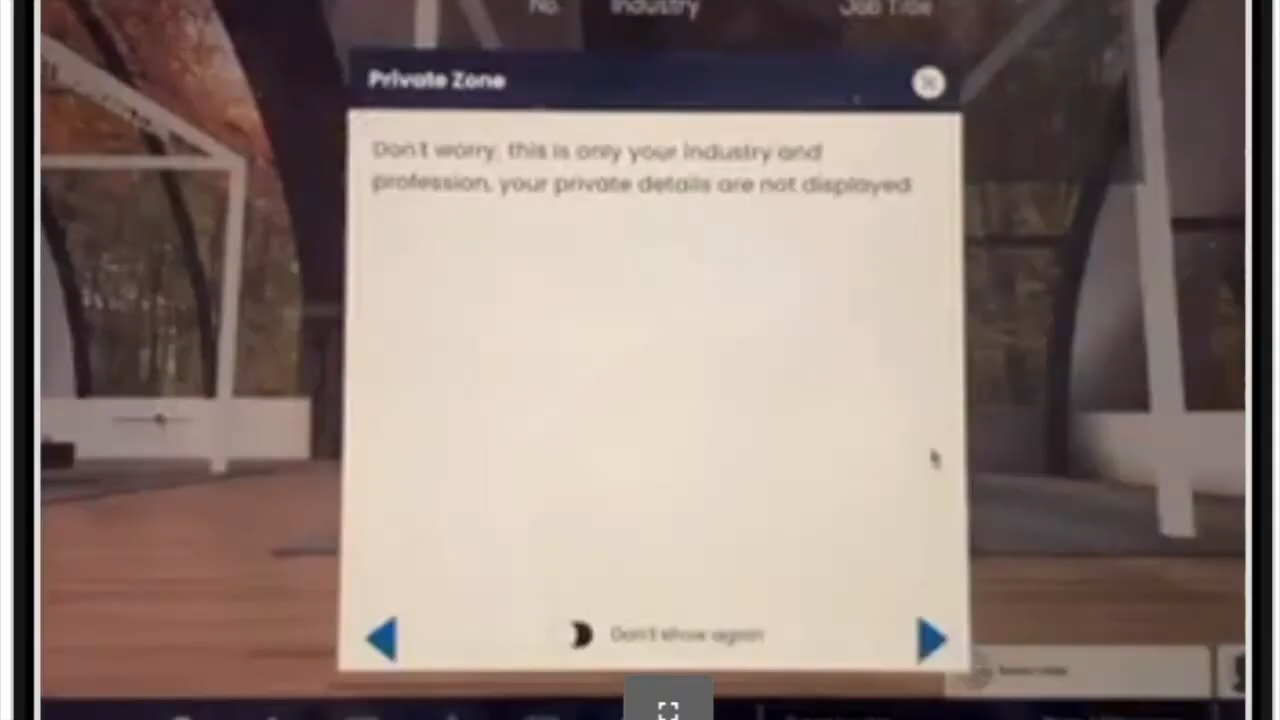 No. Industry Job Title
Private Zone
Don't worry, this is only your industry and
profession, your private details are not displayed
Don't show again